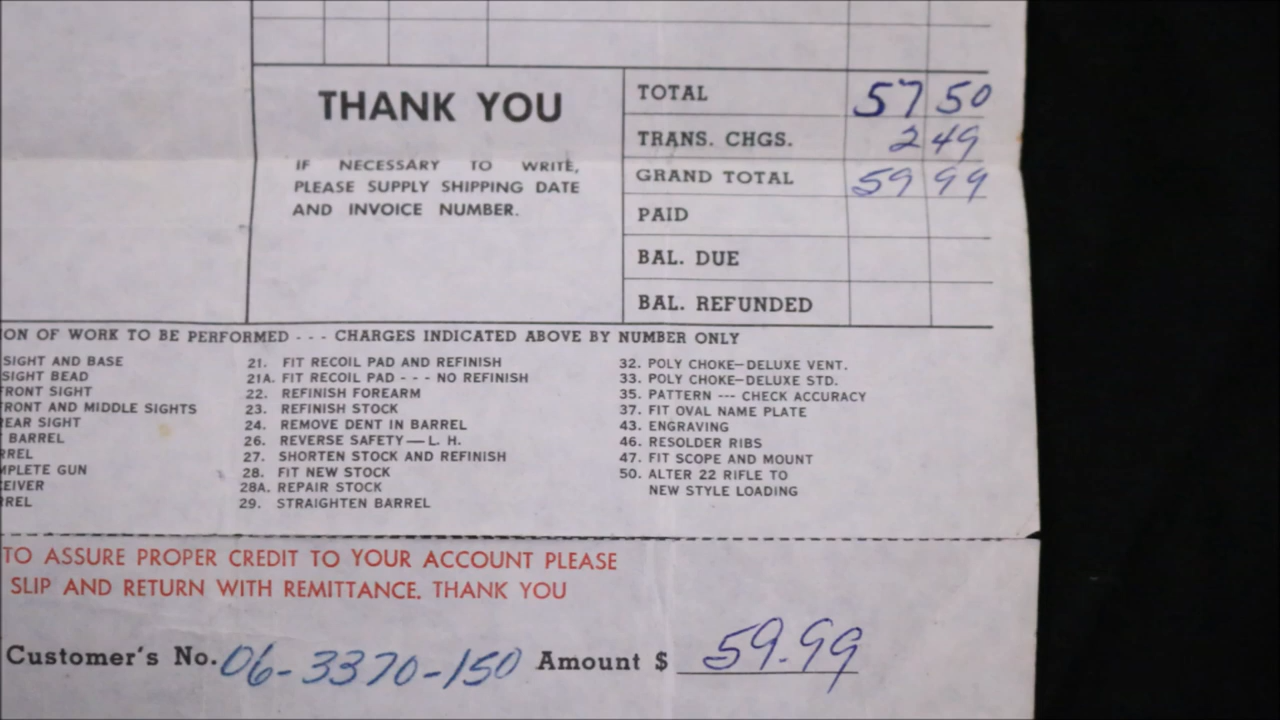 THANK YOU
IF NECESSARY TO WRITE,
PLEASE SUPPLY SHIPPING DATE
AND INVOICE NUMBER.
TOTAL 57 50
TRANS. CHGS. 2 49
GRAND TOTAL 59 99
PAID
BAL. DUE
BAL. REFUNDED
ON OF WORK TO BE PERFORMED - - - CHARGES INDICATED ABOVE BY NUMBER ONLY
SIGHT AND BASE
SIGHT BEAD
FRONT SIGHT
RONT AND MIDDLE SIGHTS
EAR SIGHT
BARREL
RREL
MPLETE GUN
EIVER
REL
21. FIT RECOIL PAD AND REFINISH
21A. FIT RECOIL PAD - - - NO REFINISH
22. REFINISH FOREARM
23. REFINISH STOCK
24. REMOVE DENT IN BARREL
26. REVERSE SAFETY — L. H.
27. SHORTEN STOCK AND REFINISH
28. FIT NEW STOCK
28A. REPAIR STOCK
29. STRAIGHTEN BARREL
32. POLY CHOKE—DELUXE VENT.
33. POLY CHOKE—DELUXE STD.
35. PATTERN --- CHECK ACCURACY
37. FIT OVAL NAME PLATE
43. ENGRAVING
46. RESOLDER RIBS
47. FIT SCOPE AND MOUNT
50. ALTER 22 RIFLE TO
NEW STYLE LOADING
TO ASSURE PROPER CREDIT TO YOUR ACCOUNT PLEASE
SLIP AND RETURN WITH REMITTANCE. THANK YOU
Customer's No. 06-3370-150 Amount $ 59.99